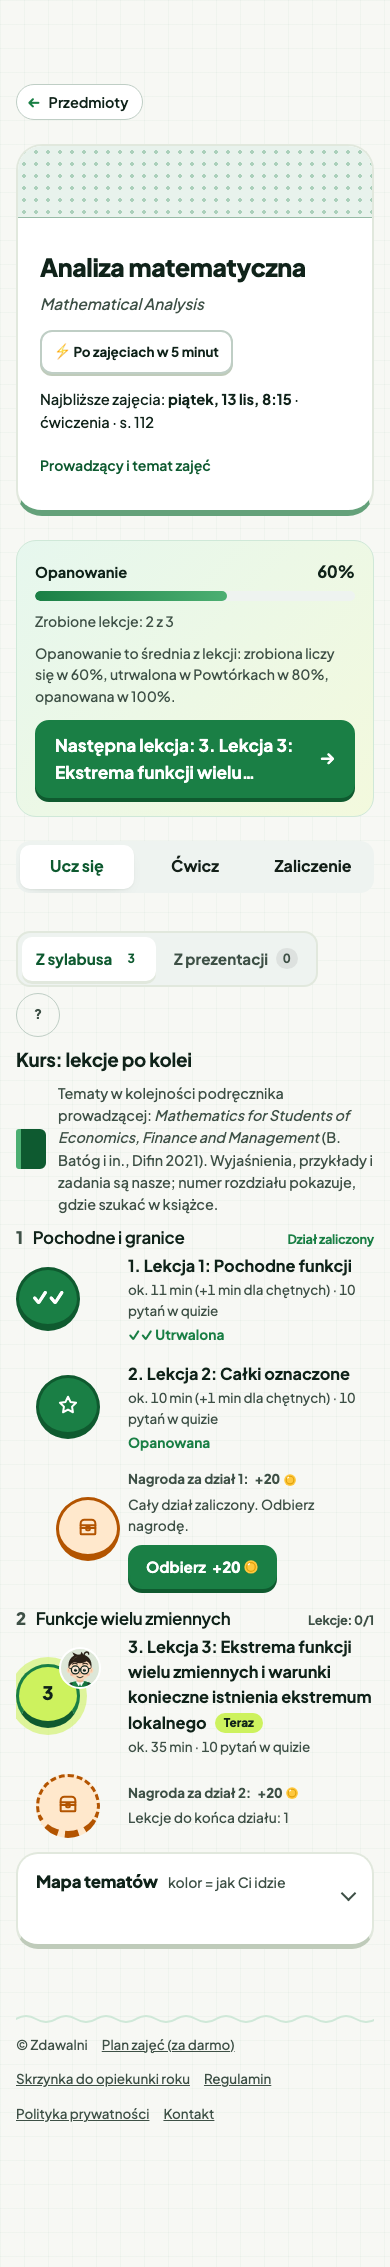 ← Przedmioty
Analiza matematyczna
Mathematical Analysis
⚡ Po zajęciach w 5 minut
Najbliższe zajęcia: piątek, 13 lis, 8:15 ·
ćwiczenia · s. 112
Prowadzący i temat zajęć
Opanowanie 60%
Zrobione lekcje: 2 z 3
Opanowanie to średnia z lekcji: zrobiona liczy
się w 60%, utrwalona w Powtórkach w 80%,
opanowana w 100%.
Następna lekcja: 3. Lekcja 3:
Ekstrema funkcji wielu… →
Ucz się Ćwicz Zaliczenie
Z sylabusa 3 Z prezentacji 0
?
Kurs: lekcje po kolei
Tematy w kolejności podręcznika
prowadzącej: Mathematics for Students of
Economics, Finance and Management (B.
Batóg i in., Difin 2021). Wyjaśnienia, przykłady i
zadania są nasze; numer rozdziału pokazuje,
gdzie szukać w książce.
1 Pochodne i granice Dział zaliczony
1. Lekcja 1: Pochodne funkcji
ok. 11 min (+1 min dla chętnych) · 10
pytań w quizie
✓✓ Utrwalona
2. Lekcja 2: Całki oznaczone
ok. 10 min (+1 min dla chętnych) · 10
pytań w quizie
Opanowana
Nagroda za dział 1: +20
Cały dział zaliczony. Odbierz
nagrodę.
Odbierz +20
2 Funkcje wielu zmiennych Lekcje: 0/1
3
3. Lekcja 3: Ekstrema funkcji
wielu zmiennych i warunki
konieczne istnienia ekstremum
lokalnego Teraz
ok. 35 min · 10 pytań w quizie
Nagroda za dział 2: +20
Lekcje do końca działu: 1
Mapa tematów kolor = jak Ci idzie
© Zdawalni Plan zajęć (za darmo)
Skrzynka do opiekunki roku Regulamin
Polityka prywatności Kontakt